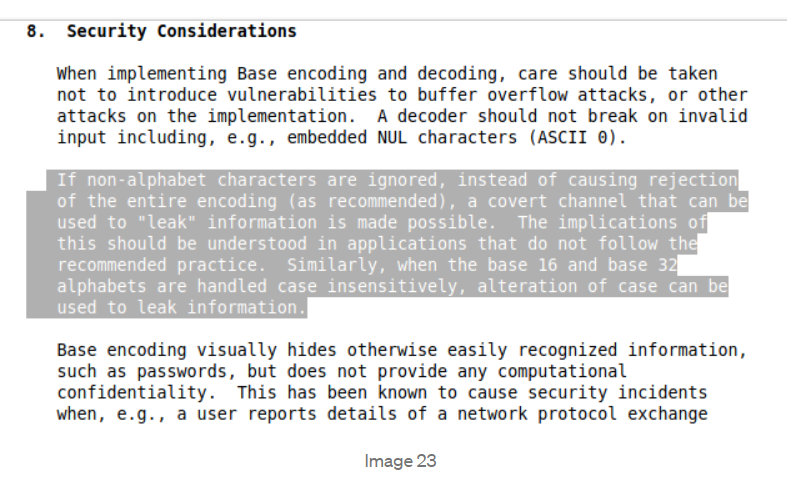 8.  Security Considerations
When implementing Base encoding and decoding, care should be taken
not to introduce vulnerabilities to buffer overflow attacks, or other
attacks on the implementation.  A decoder should not break on invalid
input including, e.g., embedded NUL characters (ASCII 0).
If non-alphabet characters are ignored, instead of causing rejection
of the entire encoding (as recommended), a covert channel that can be
used to "leak" information is made possible.  The implications of
this should be understood in applications that do not follow the
recommended practice.  Similarly, when the base 16 and base 32
alphabets are handled case insensitively, alteration of case can be
used to leak information.
Base encoding visually hides otherwise easily recognized information,
such as passwords, but does not provide any computational
confidentiality.  This has been known to cause security incidents
when, e.g., a user reports details of a network protocol exchange
Image 23